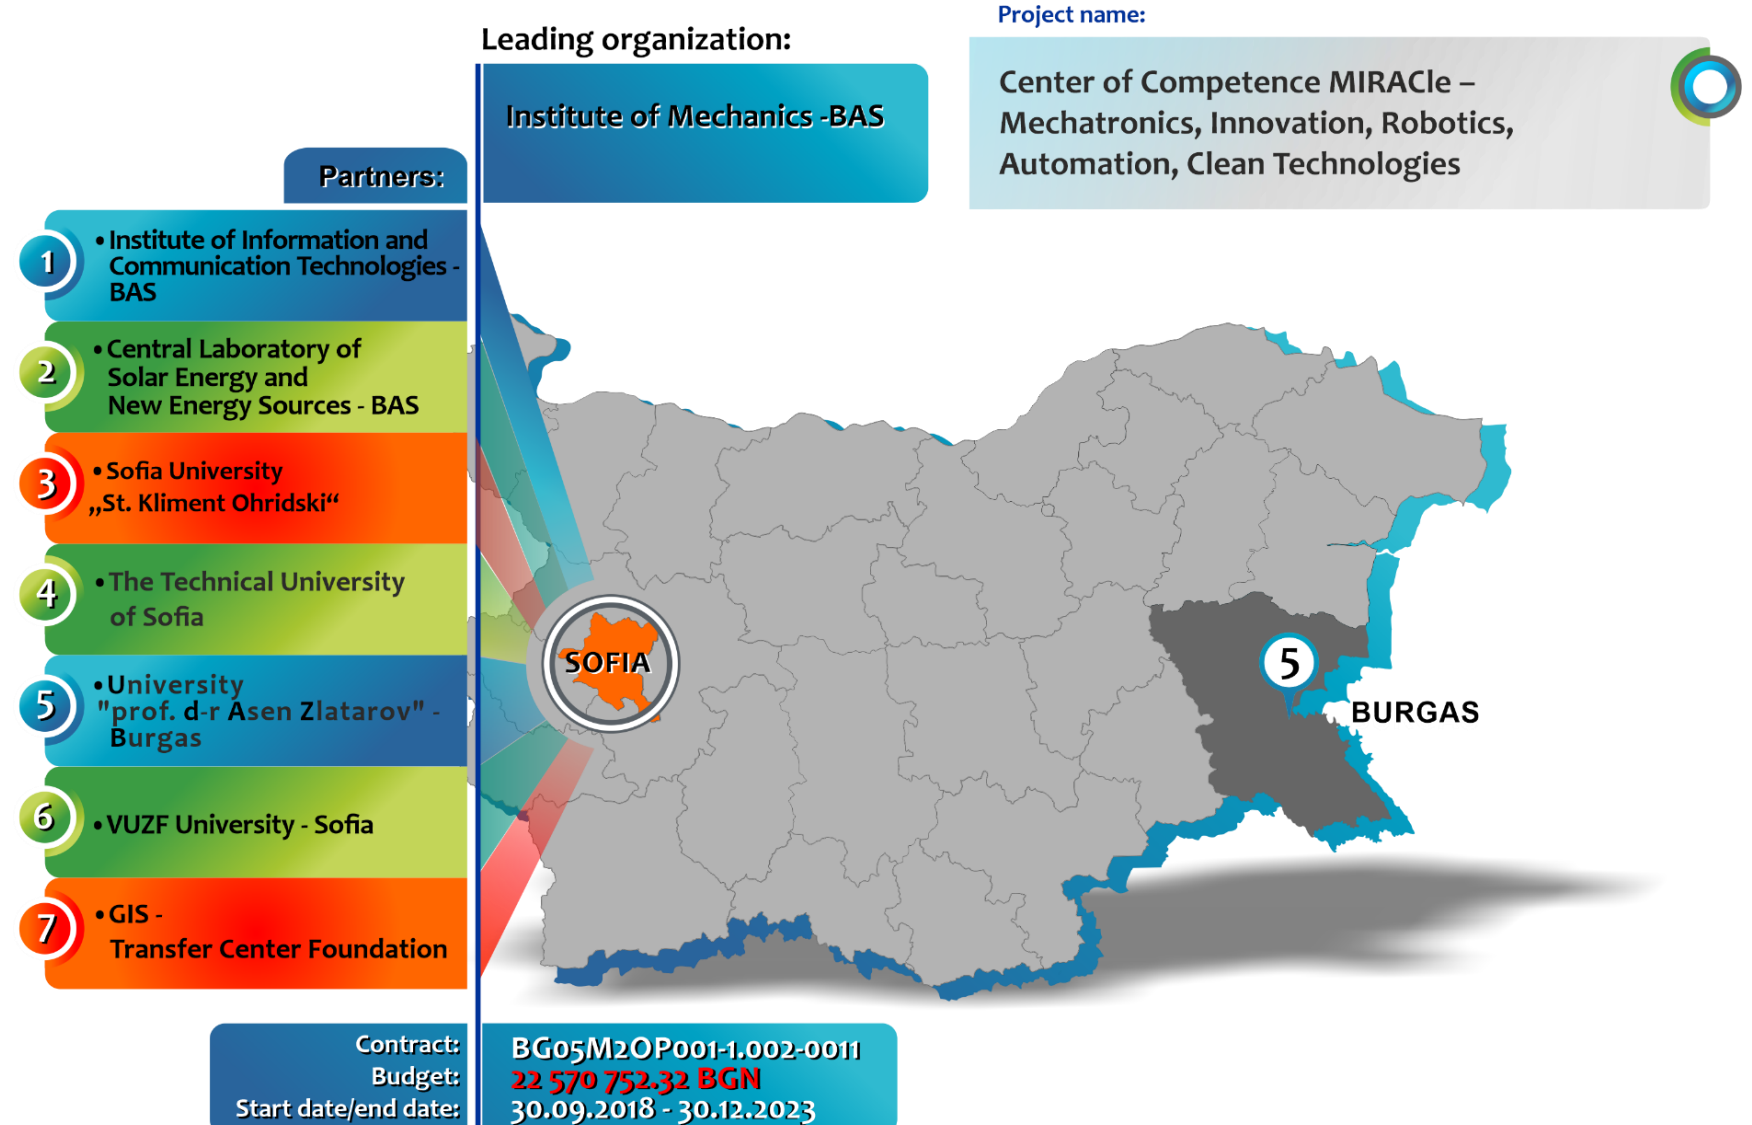 Project name:
Leading organization:
Center of Competence MIRACle –
Mechatronics, Innovation, Robotics,
Automation, Clean Technologies
Institute of Mechanics -BAS
Partners:
1
• Institute of Information and
Communication Technologies -
BAS
2
• Central Laboratory of
Solar Energy and
New Energy Sources - BAS
3
• Sofia University
„St. Kliment Ohridski“
4
• The Technical University
of Sofia
5
• University
"prof. d-r Asen Zlatarov" -
Burgas
6
• VUZF University - Sofia
7
• GIS -
Transfer Center Foundation
SOFIA
5
BURGAS
Contract: BG05M2OP001-1.002-0011
Budget: 22 570 752.32 BGN
Start date/end date: 30.09.2018 - 30.12.2023